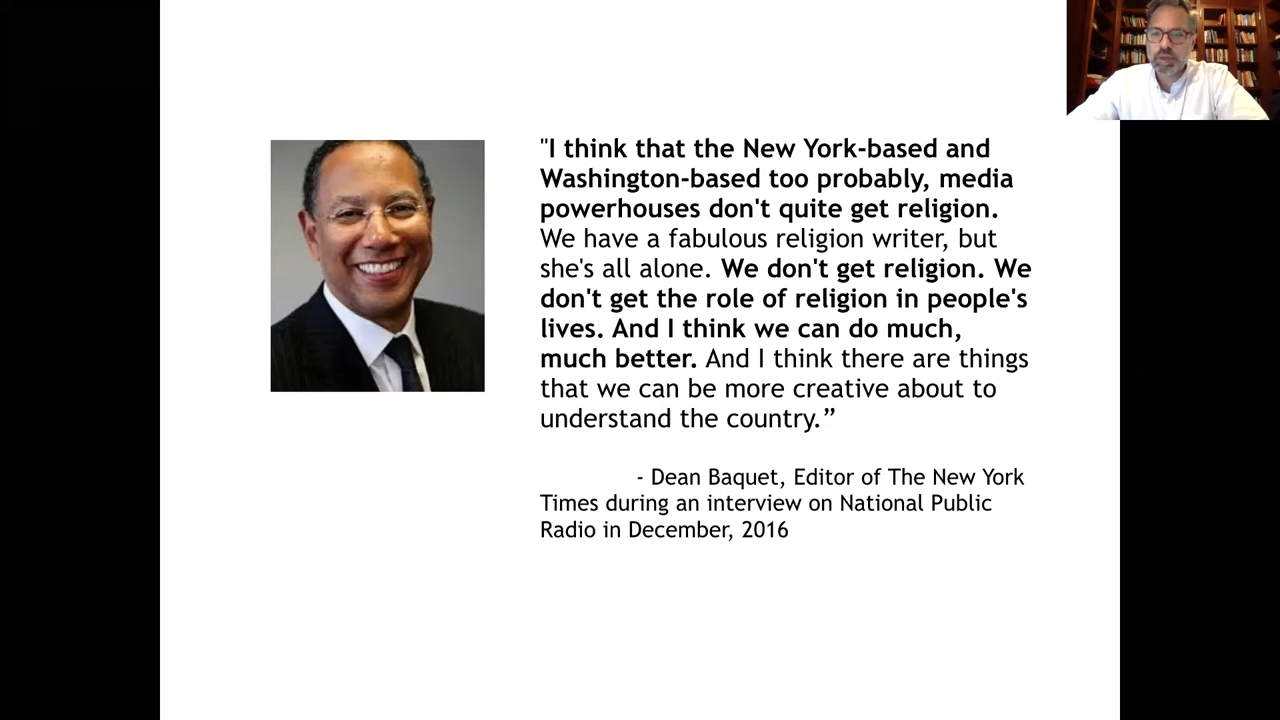 "I think that the New York-based and
Washington-based too probably, media
powerhouses don't quite get religion.
We have a fabulous religion writer, but
she's all alone. We don't get religion. We
don't get the role of religion in people's
lives. And I think we can do much,
much better. And I think there are things
that we can be more creative about to
understand the country.”
- Dean Baquet, Editor of The New York
Times during an interview on National Public
Radio in December, 2016